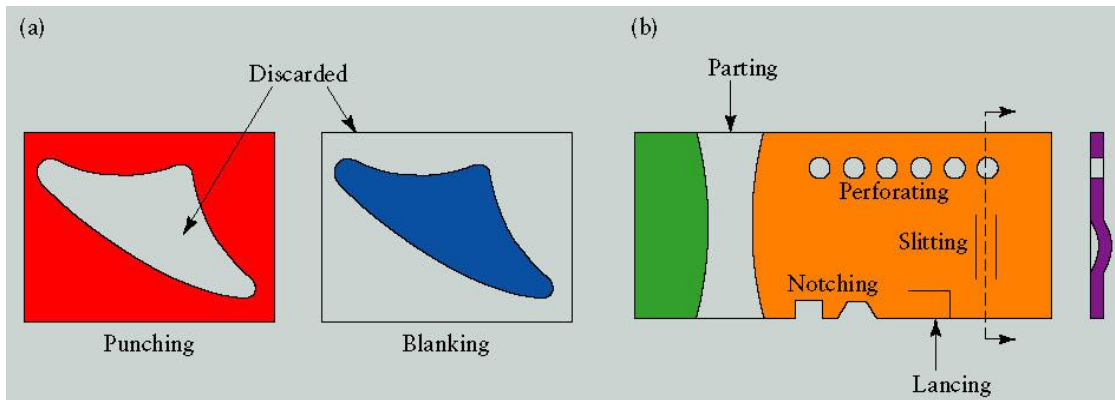 (a)
Discarded
Punching
Blanking
(b)
Parting
Perforating
Slitting
Notching
Lancing